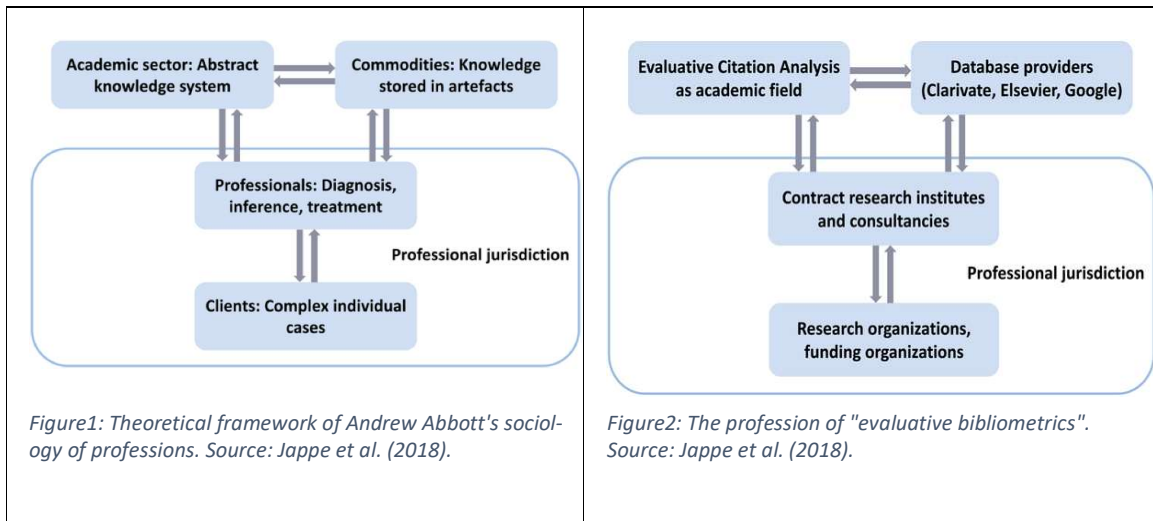 Academic sector: Abstract
knowledge system
Commodities: Knowledge
stored in artefacts
Professionals: Diagnosis,
inference, treatment
Professional jurisdiction
Clients: Complex individual
cases
Figure1: Theoretical framework of Andrew Abbott's sociol-
ogy of professions. Source: Jappe et al. (2018).
Evaluative Citation Analysis
as academic field
Database providers
(Clarivate, Elsevier, Google)
Contract research institutes
and consultancies
Professional jurisdiction
Research organizations,
funding organizations
Figure2: The profession of "evaluative bibliometrics".
Source: Jappe et al. (2018).